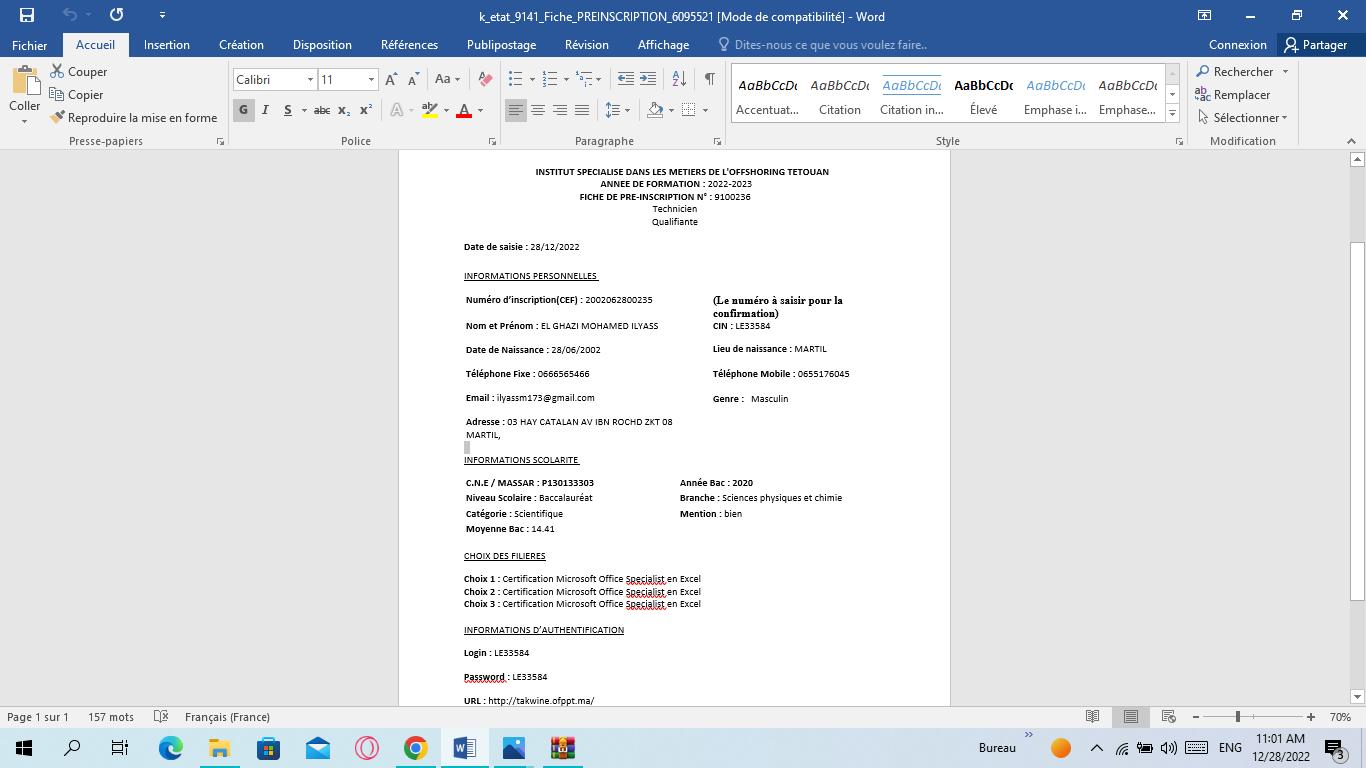 k_etat_9141_Fiche_PREINSCRIPTION_6095521 [Mode de compatibilité] - Word
Fichier Accueil Insertion Création Disposition Références Publipostage Révision Affichage Dites-nous ce que vous voulez faire.. Connexion Partager
Coller
Couper
Copier
Reproduire la mise en forme
Presse-papiers
Calibri 11
G I S abc x₂ x²
Police
Paragraphe
AaBbCcDc AaBbCcDc AaBbCcDc AaBbCcDc AaBbCcDc AaBbCcDc
Accentuat... Citation Citation in... Élevé Emphase i... Emphase...
Style
Rechercher
Remplacer
Sélectionner
Modification
INSTITUT SPECIALISE DANS LES METIERS DE L'OFFSHORING TETOUAN
ANNEE DE FORMATION : 2022-2023
FICHE DE PRE-INSCRIPTION N° : 9100236
Technicien
Qualifiante
Date de saisie : 28/12/2022
INFORMATIONS PERSONNELLES
Numéro d'inscription(CEF) : 2002062800235 (Le numéro à saisir pour la
confirmation)
Nom et Prénom : EL GHAZI MOHAMED ILYASS CIN : LE33584
Date de Naissance : 28/06/2002 Lieu de naissance : MARTIL
Téléphone Fixe : 0666565466 Téléphone Mobile : 0655176045
Email : ilyassm173@gmail.com Genre : Masculin
Adresse : 03 HAY CATALAN AV IBN ROCHD ZKT 08
MARTIL,
INFORMATIONS SCOLARITE
C.N.E / MASSAR : P130133303 Année Bac : 2020
Niveau Scolaire : Baccalauréat Branche : Sciences physiques et chimie
Catégorie : Scientifique Mention : bien
Moyenne Bac : 14.41
CHOIX DES FILIERES
Choix 1 : Certification Microsoft Office Specialist en Excel
Choix 2 : Certification Microsoft Office Specialist en Excel
Choix 3 : Certification Microsoft Office Specialist en Excel
INFORMATIONS D'AUTHENTIFICATION
Login : LE33584
Password : LE33584
URL : http://takwine.ofppt.ma/
Page 1 sur 1 157 mots Français (France) 70%
Bureau ENG 11:01 AM
12/28/2022
3